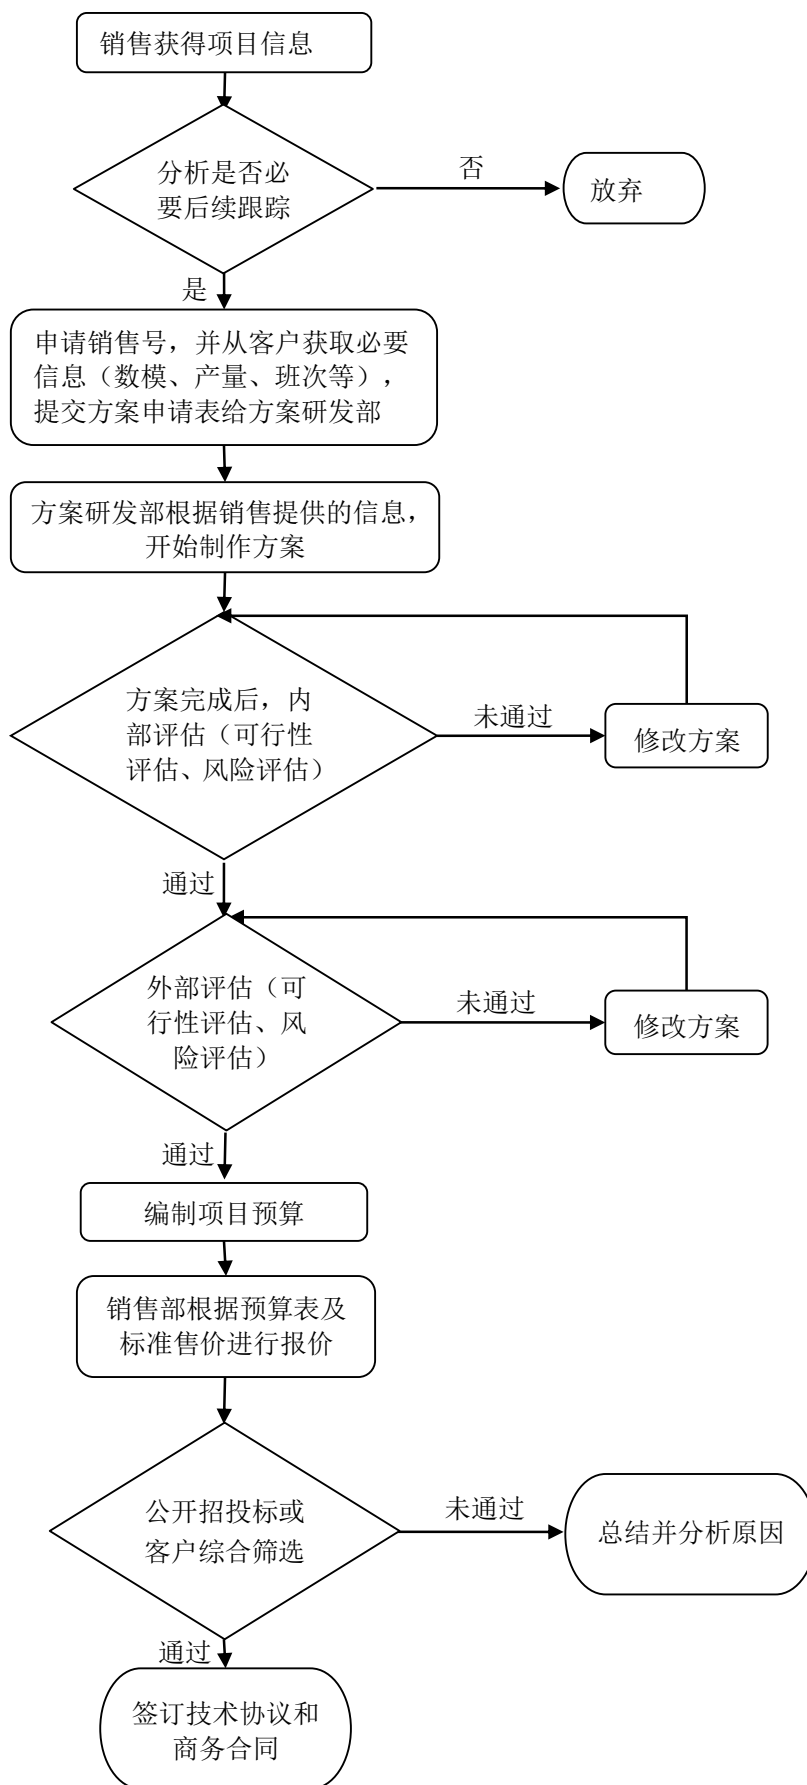 销售获得项目信息
分析是否必
要后续跟踪
否
放弃
是
申请销售号，并从客户获取必要
信息（数模、产量、班次等），
提交方案申请表给方案研发部
方案研发部根据销售提供的信息，
开始制作方案
方案完成后，内
部评估（可行性
评估、风险评估）
未通过
修改方案
通过
外部评估（可
行性评估、风
险评估）
未通过
修改方案
通过
编制项目预算
销售部根据预算表及
标准售价进行报价
公开招投标或
客户综合筛选
未通过
总结并分析原因
通过
签订技术协议和
商务合同